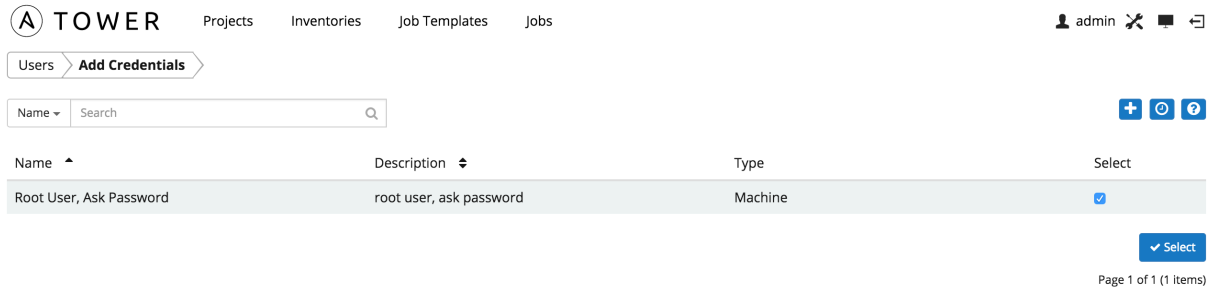 A TOWER Projects Inventories Job Templates Jobs admin
Users Add Credentials
Name Search
Name Description Type Select
Root User, Ask Password root user, ask password Machine
Select
Page 1 of 1 (1 items)